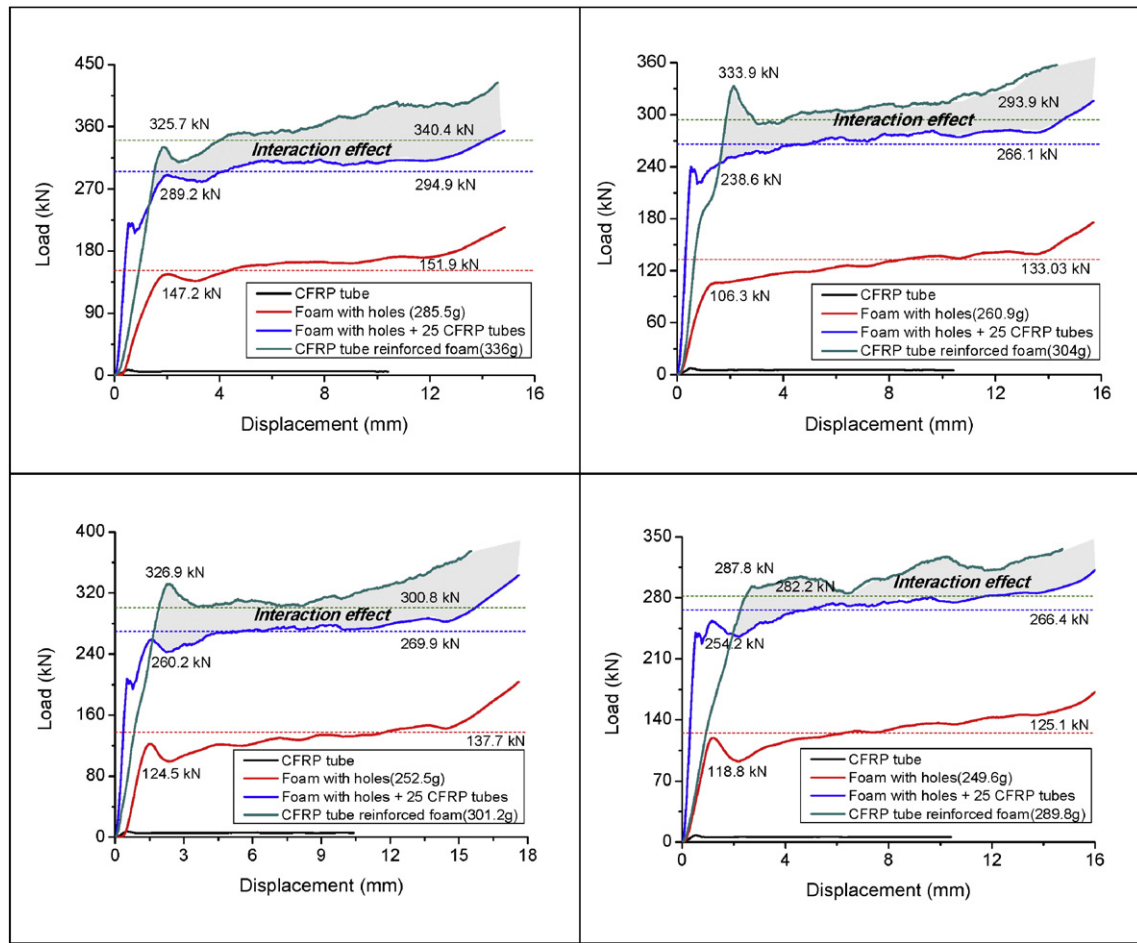 450
360
270
180
90
0
Load (kN)
325.7 kN
340.4 kN
Interaction effect
289.2 kN
294.9 kN
151.9 kN
147.2 kN
CFRP tube
Foam with holes (285.5g)
Foam with holes + 25 CFRP tubes
CFRP tube reinforced foam(336g)
0 2 4 6 8 10 12 14 16
Displacement (mm)
360
300
240
180
120
60
0
Load (kN)
333.9 kN
293.9 kN
Interaction effect
266.1 kN
238.6 kN
133.03 kN
106.3 kN
CFRP tube
Foam with holes(260.9g)
Foam with holes + 25 CFRP tubes
CFRP tube reinforced foam(304g)
0 2 4 6 8 10 12 14 16
Displacement (mm)
400
320
240
160
80
0
Load (kN)
326.9 kN
300.8 kN
Interaction effect
260.2 kN
269.9 kN
137.7 kN
124.5 kN
CFRP tube
Foam with holes(252.5g)
Foam with holes + 25 CFRP tubes
CFRP tube reinforced foam(301.2g)
0 3 6 9 12 15 18
Displacement (mm)
350
280
210
140
70
0
Load (kN)
287.8 kN
282.2 kN
Interaction effect
266.4 kN
254.2 kN
125.1 kN
118.8 kN
CFRP tube
Foam with holes(249.6g)
Foam with holes + 25 CFRP tubes
CFRP tube reinforced foam(289.8g)
0 4 8 12 16
Displacement (mm)